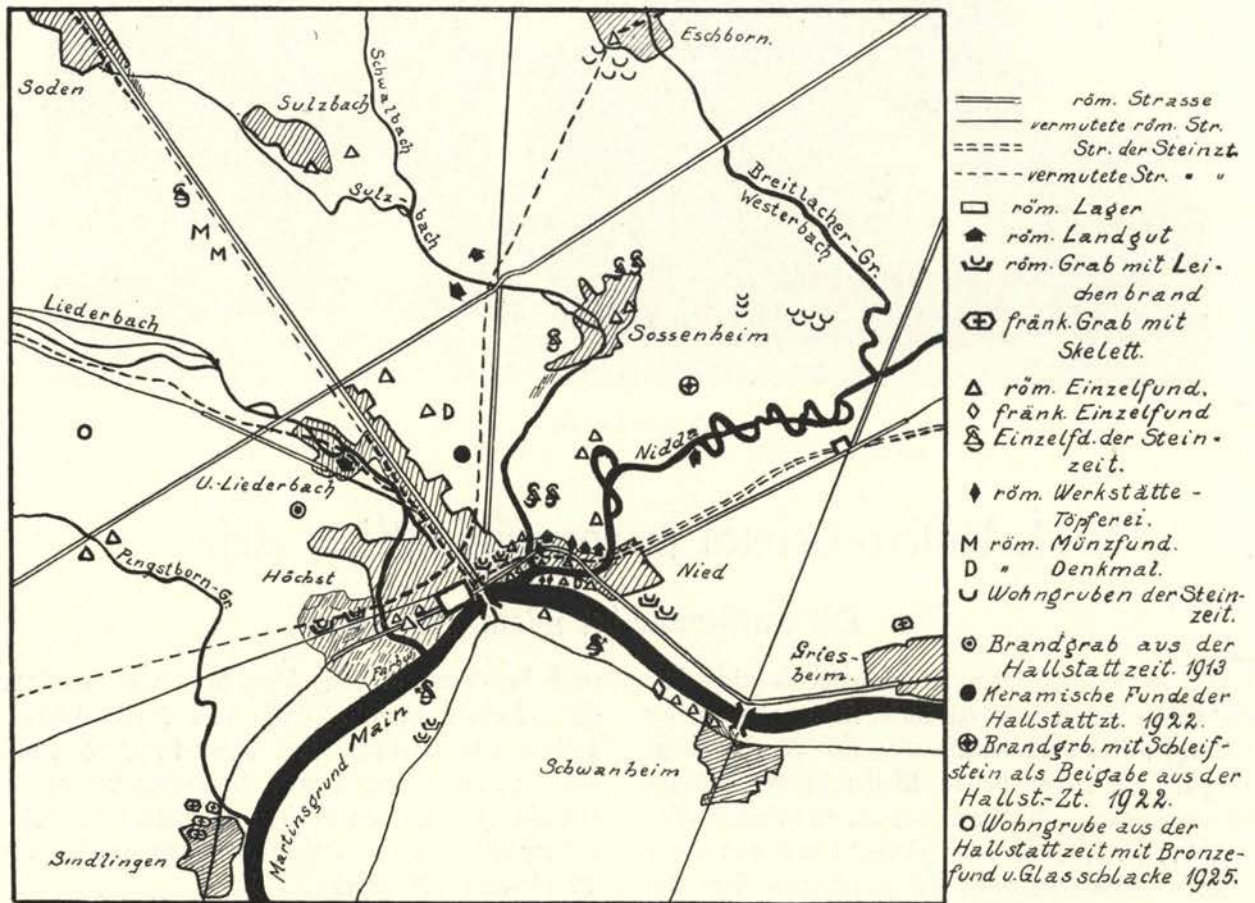 Eschborn.
Soden
Sulzbach
Schwalbach
Sulz-
bach
Breitlacher-Gr.
Westerbach
M
M
Liederbach
Sossenheim
D
Nidda
U.-Liederbach
Pingstborn-Gr.
Höchst
Nied
D
Farbw.
Gries-
heim.
Main
Martinsgrund
Schwanheim
Sindlingen
röm. Strasse
vermutete röm. Str.
Str. der Steinzt.
vermutete Str. " "
röm. Lager
röm. Landgut
röm. Grab mit Lei-
chenbrand
fränk. Grab mit
Skelett.
röm. Einzelfund.
fränk. Einzelfund
Einzelfd. der Stein-
zeit.
röm. Werkstätte -
Töpferei.
M röm. Münzfund.
D " Denkmal.
Wohngruben der Stein-
zeit.
Brandgrab aus der
Hallstattzeit. 1913
Keramische Funde der
Hallstattzt. 1922.
Brandgrb. mit Schleif-
stein als Beigabe aus der
Hallst.-Zt. 1922.
Wohngrube aus der
Hallstattzeit mit Bronze-
fund u. Glasschlacke 1925.